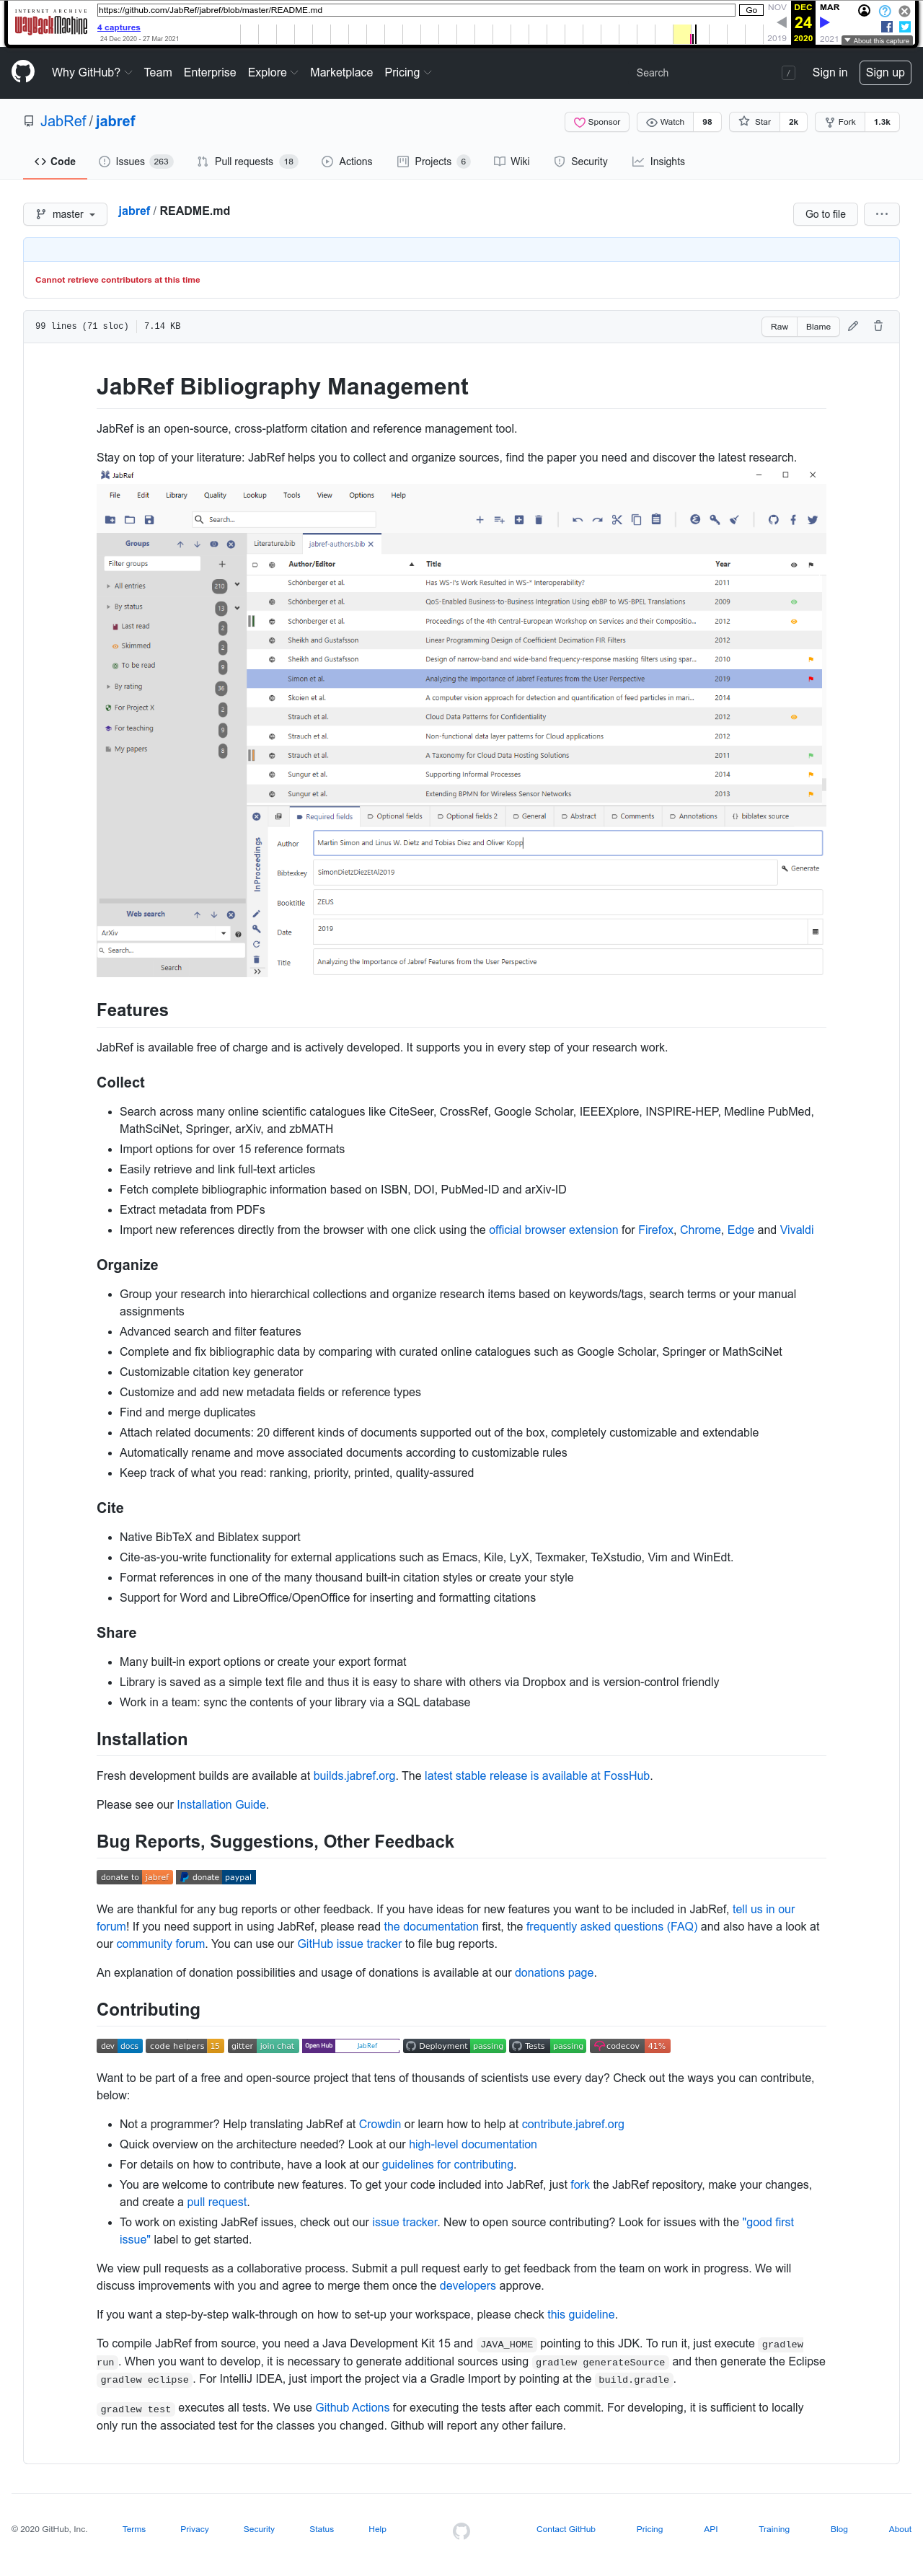 INTERNET ARCHIVE
WayBackMachine
https://github.com/JabRef/jabref/blob/master/README.md
Go
NOV DEC MAR
4 captures
24
24 Dec 2020 - 27 Mar 2021
2019 2020 2021
About this capture
Why GitHub? Team Enterprise Explore Marketplace Pricing Search / Sign in Sign up
JabRef / jabref
Sponsor Watch 98 Star 2k Fork 1.3k
Code Issues 263 Pull requests 18 Actions Projects 6 Wiki Security Insights
master jabref / README.md Go to file ...
Cannot retrieve contributors at this time
99 lines (71 sloc) 7.14 KB Raw Blame
JabRef Bibliography Management
JabRef is an open-source, cross-platform citation and reference management tool.
Stay on top of your literature: JabRef helps you to collect and organize sources, find the paper you need and discover the latest research.
JabRef
File Edit Library Quality Lookup Tools View Options Help
Search...
Groups
Filter groups
All entries 210
By status 13
Last read 2
Skimmed 2
To be read 9
By rating 36
For Project X 2
For teaching 9
My papers 8
Literature.bib jabref-authors.bib
Author/Editor Title Year
Schönberger et al. Has WS-I's Work Resulted in WS-* Interoperability? 2011
Schönberger et al. QoS-Enabled Business-to-Business Integration Using ebBP to WS-BPEL Translations 2009
Schönberger et al. Proceedings of the 4th Central-European Workshop on Services and their Compositio... 2012
Sheikh and Gustafsson Linear Programming Design of Coefficient Decimation FIR Filters 2012
Sheikh and Gustafsson Design of narrow-band and wide-band frequency-response masking filters using spar... 2010
Simon et al. Analyzing the Importance of Jabref Features from the User Perspective 2019
Skoien et al. A computer vision approach for detection and quantification of feed particles in mari... 2014
Strauch et al. Cloud Data Patterns for Confidentiality 2012
Strauch et al. Non-functional data layer patterns for Cloud applications 2012
Strauch et al. A Taxonomy for Cloud Data Hosting Solutions 2011
Sungur et al. Supporting Informal Processes 2014
Sungur et al. Extending BPMN for Wireless Sensor Networks 2013
Required fields Optional fields Optional fields 2 General Abstract Comments Annotations biblatex source
InProceedings
Author Martin Simon and Linus W. Dietz and Tobias Diez and Oliver Kopp
Bibtexkey SimonDietzDiezEtAl2019 Generate
Booktitle ZEUS
Date 2019
Title Analyzing the Importance of Jabref Features from the User Perspective
Web search
ArXiv
Search...
Search
Features
JabRef is available free of charge and is actively developed. It supports you in every step of your research work.
Collect
• Search across many online scientific catalogues like CiteSeer, CrossRef, Google Scholar, IEEEXplore, INSPIRE-HEP, Medline PubMed,
MathSciNet, Springer, arXiv, and zbMATH
• Import options for over 15 reference formats
• Easily retrieve and link full-text articles
• Fetch complete bibliographic information based on ISBN, DOI, PubMed-ID and arXiv-ID
• Extract metadata from PDFs
• Import new references directly from the browser with one click using the official browser extension for Firefox, Chrome, Edge and Vivaldi
Organize
• Group your research into hierarchical collections and organize research items based on keywords/tags, search terms or your manual
assignments
• Advanced search and filter features
• Complete and fix bibliographic data by comparing with curated online catalogues such as Google Scholar, Springer or MathSciNet
• Customizable citation key generator
• Customize and add new metadata fields or reference types
• Find and merge duplicates
• Attach related documents: 20 different kinds of documents supported out of the box, completely customizable and extendable
• Automatically rename and move associated documents according to customizable rules
• Keep track of what you read: ranking, priority, printed, quality-assured
Cite
• Native BibTeX and Biblatex support
• Cite-as-you-write functionality for external applications such as Emacs, Kile, LyX, Texmaker, TeXstudio, Vim and WinEdt.
• Format references in one of the many thousand built-in citation styles or create your style
• Support for Word and LibreOffice/OpenOffice for inserting and formatting citations
Share
• Many built-in export options or create your export format
• Library is saved as a simple text file and thus it is easy to share with others via Dropbox and is version-control friendly
• Work in a team: sync the contents of your library via a SQL database
Installation
Fresh development builds are available at builds.jabref.org. The latest stable release is available at FossHub.
Please see our Installation Guide.
Bug Reports, Suggestions, Other Feedback
donate to jabref donate paypal
We are thankful for any bug reports or other feedback. If you have ideas for new features you want to be included in JabRef, tell us in our
forum! If you need support in using JabRef, please read the documentation first, the frequently asked questions (FAQ) and also have a look at
our community forum. You can use our GitHub issue tracker to file bug reports.
An explanation of donation possibilities and usage of donations is available at our donations page.
Contributing
dev docs code helpers 15 gitter join chat Open Hub JabRef Deployment passing Tests passing codecov 41%
Want to be part of a free and open-source project that tens of thousands of scientists use every day? Check out the ways you can contribute,
below:
• Not a programmer? Help translating JabRef at Crowdin or learn how to help at contribute.jabref.org
• Quick overview on the architecture needed? Look at our high-level documentation
• For details on how to contribute, have a look at our guidelines for contributing.
• You are welcome to contribute new features. To get your code included into JabRef, just fork the JabRef repository, make your changes,
and create a pull request.
• To work on existing JabRef issues, check out our issue tracker. New to open source contributing? Look for issues with the "good first
issue" label to get started.
We view pull requests as a collaborative process. Submit a pull request early to get feedback from the team on work in progress. We will
discuss improvements with you and agree to merge them once the developers approve.
If you want a step-by-step walk-through on how to set-up your workspace, please check this guideline.
To compile JabRef from source, you need a Java Development Kit 15 and JAVA_HOME pointing to this JDK. To run it, just execute gradlew
run . When you want to develop, it is necessary to generate additional sources using gradlew generateSource and then generate the Eclipse
gradlew eclipse . For IntelliJ IDEA, just import the project via a Gradle Import by pointing at the build.gradle .
gradlew test executes all tests. We use Github Actions for executing the tests after each commit. For developing, it is sufficient to locally
only run the associated test for the classes you changed. Github will report any other failure.
© 2020 GitHub, Inc. Terms Privacy Security Status Help Contact GitHub Pricing API Training Blog About